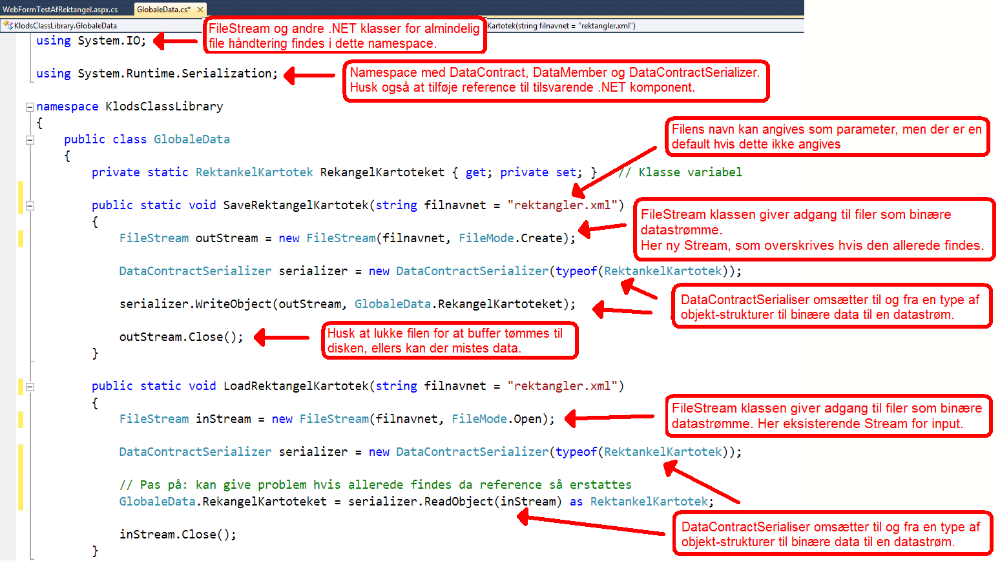 WebFormTestAfRektangel.aspx.cs
GlobaleData.cs*
KlodsClassLibrary.GlobaleData
Kartotek(string filnavnet = "rektangler.xml")
FileStream og andre .NET klasser for almindelig
file håndtering findes i dette namespace.
using System.IO;
Namespace med DataContract, DataMember og DataContractSerializer.
Husk også at tilføje reference til tilsvarende .NET komponent.
using System.Runtime.Serialization;
namespace KlodsClassLibrary
{
public class GlobaleData
{
Filens navn kan angives som parameter, men der er en
default hvis dette ikke angives
private static RektankelKartotek RekangelKartoteket { get; private set; } // Klasse variabel
public static void SaveRektangelKartotek(string filnavnet = "rektangler.xml")
{
FileStream klassen giver adgang til filer som binære
datastrømme.
Her ny Stream, som overskrives hvis den allerede findes.
FileStream outStream = new FileStream(filnavnet, FileMode.Create);
DataContractSerializer serializer = new DataContractSerializer(typeof(RektankelKartotek));
DataContractSerialiser omsætter til og fra en type af
objekt-strukturer til binære data til en datastrøm.
serializer.WriteObject(outStream, GlobaleData.RekangelKartoteket);
outStream.Close();
Husk at lukke filen for at buffer tømmes til
disken, ellers kan der mistes data.
}
public static void LoadRektangelKartotek(string filnavnet = "rektangler.xml")
{
FileStream klassen giver adgang til filer som binære
datastrømme. Her eksisterende Stream for input.
FileStream inStream = new FileStream(filnavnet, FileMode.Open);
DataContractSerializer serializer = new DataContractSerializer(typeof(RektankelKartotek));
// Pas på: kan give problem hvis allerede findes da reference så erstattes
GlobaleData.RekangelKartoteket = serializer.ReadObject(inStream) as RektankelKartotek;
DataContractSerialiser omsætter til og fra en type af
objekt-strukturer til binære data til en datastrøm.
inStream.Close();
}